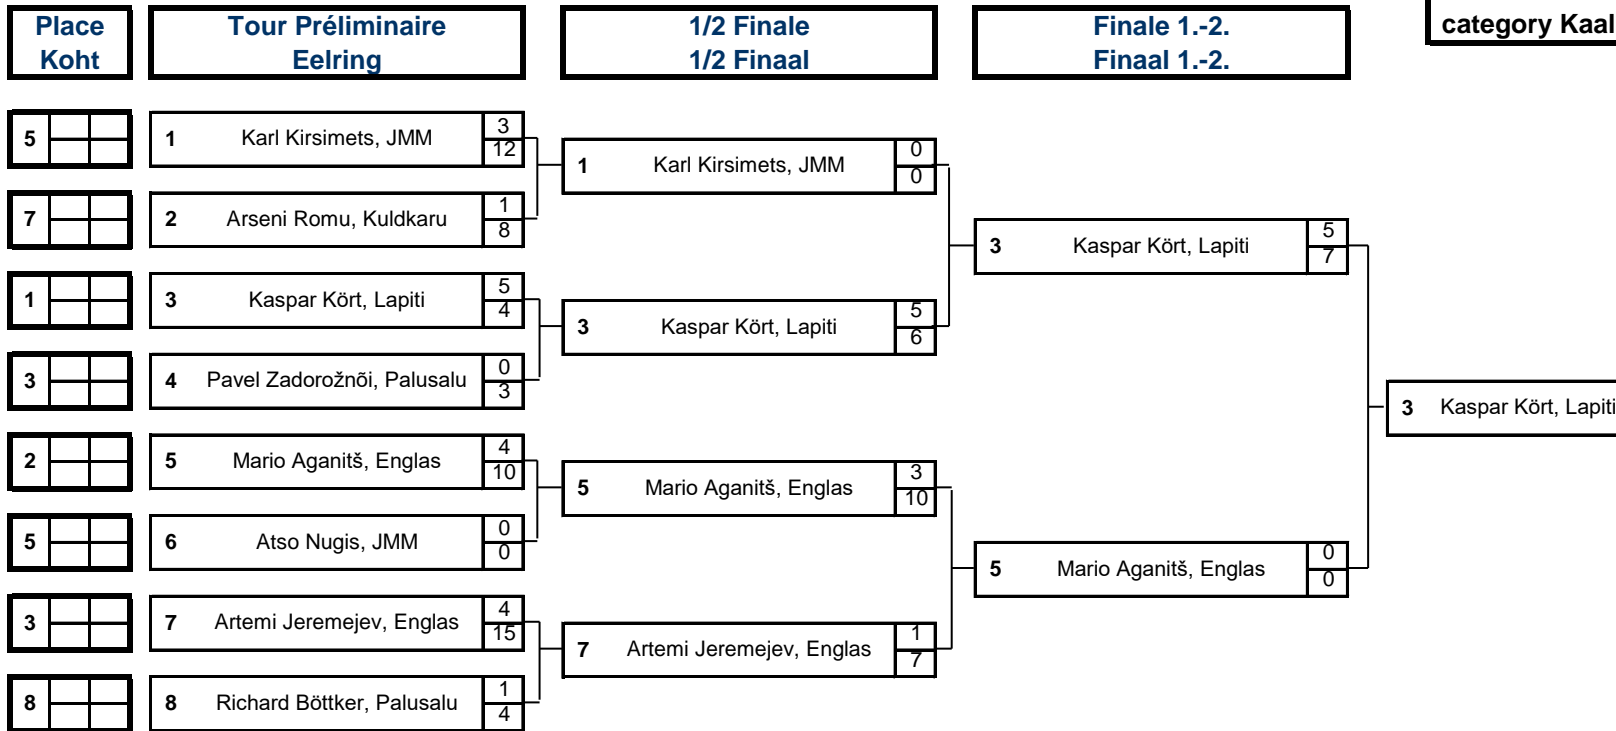 Place
Koht
Tour Préliminaire
Eelring
1/2 Finale
1/2 Finaal
Finale 1.-2.
Finaal 1.-2.
category Kaal
5
1 Karl Kirsimets, JMM 3
12
1 Karl Kirsimets, JMM 0
0
7
2 Arseni Romu, Kuldkaru 1
8
3 Kaspar Kört, Lapiti 5
7
1
3 Kaspar Kört, Lapiti 5
4
3 Kaspar Kört, Lapiti 5
6
3
4 Pavel Zadorožnõi, Palusalu 0
3
3 Kaspar Kört, Lapiti
2
5 Mario Aganitš, Englas 4
10
5 Mario Aganitš, Englas 3
10
5
6 Atso Nugis, JMM 0
0
5 Mario Aganitš, Englas 0
0
3
7 Artemi Jeremejev, Englas 4
15
7 Artemi Jeremejev, Englas 1
7
8
8 Richard Böttker, Palusalu 1
4